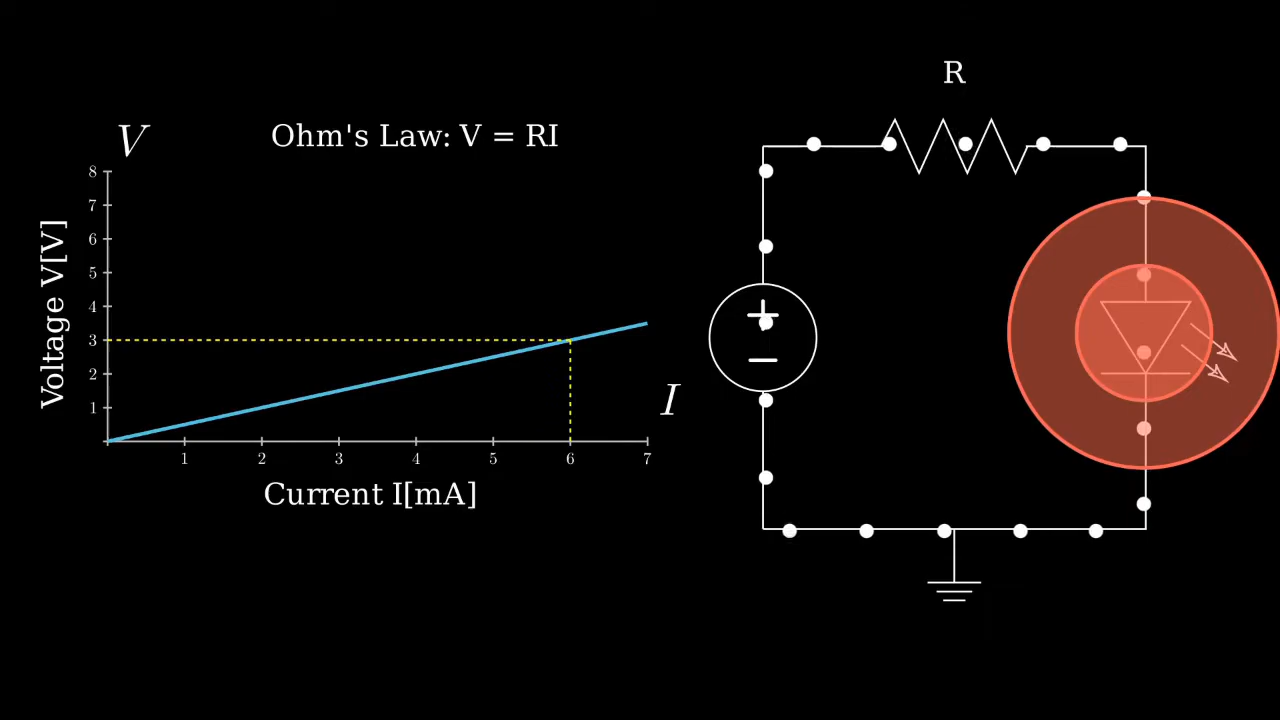 R
V
Ohm's Law: V = RI
8
7
6
5
4
3
2
1
Voltage V[V]
I
1 2 3 4 5 6 7
Current I[mA]
+
−